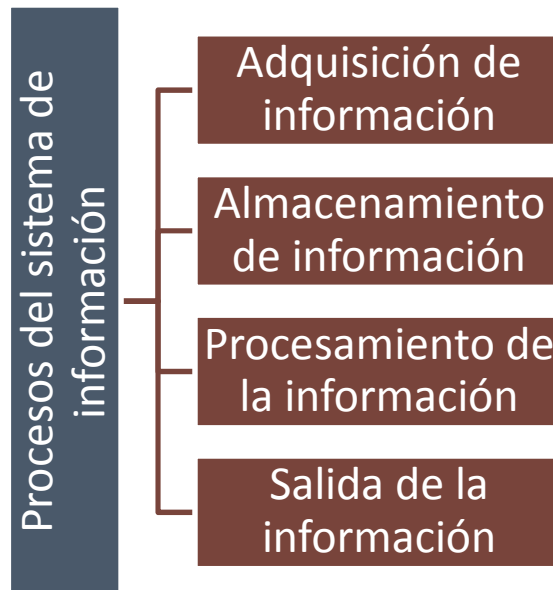 Procesos del sistema de
información
Adquisición de
información
Almacenamiento
de información
Procesamiento de
la información
Salida de la
información